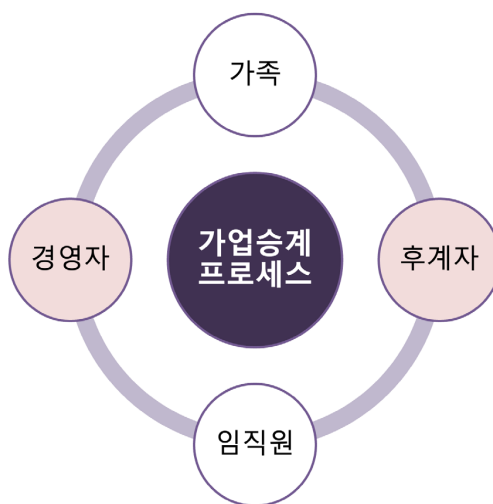 가족
경영자
가업승계
프로세스
후계자
임직원